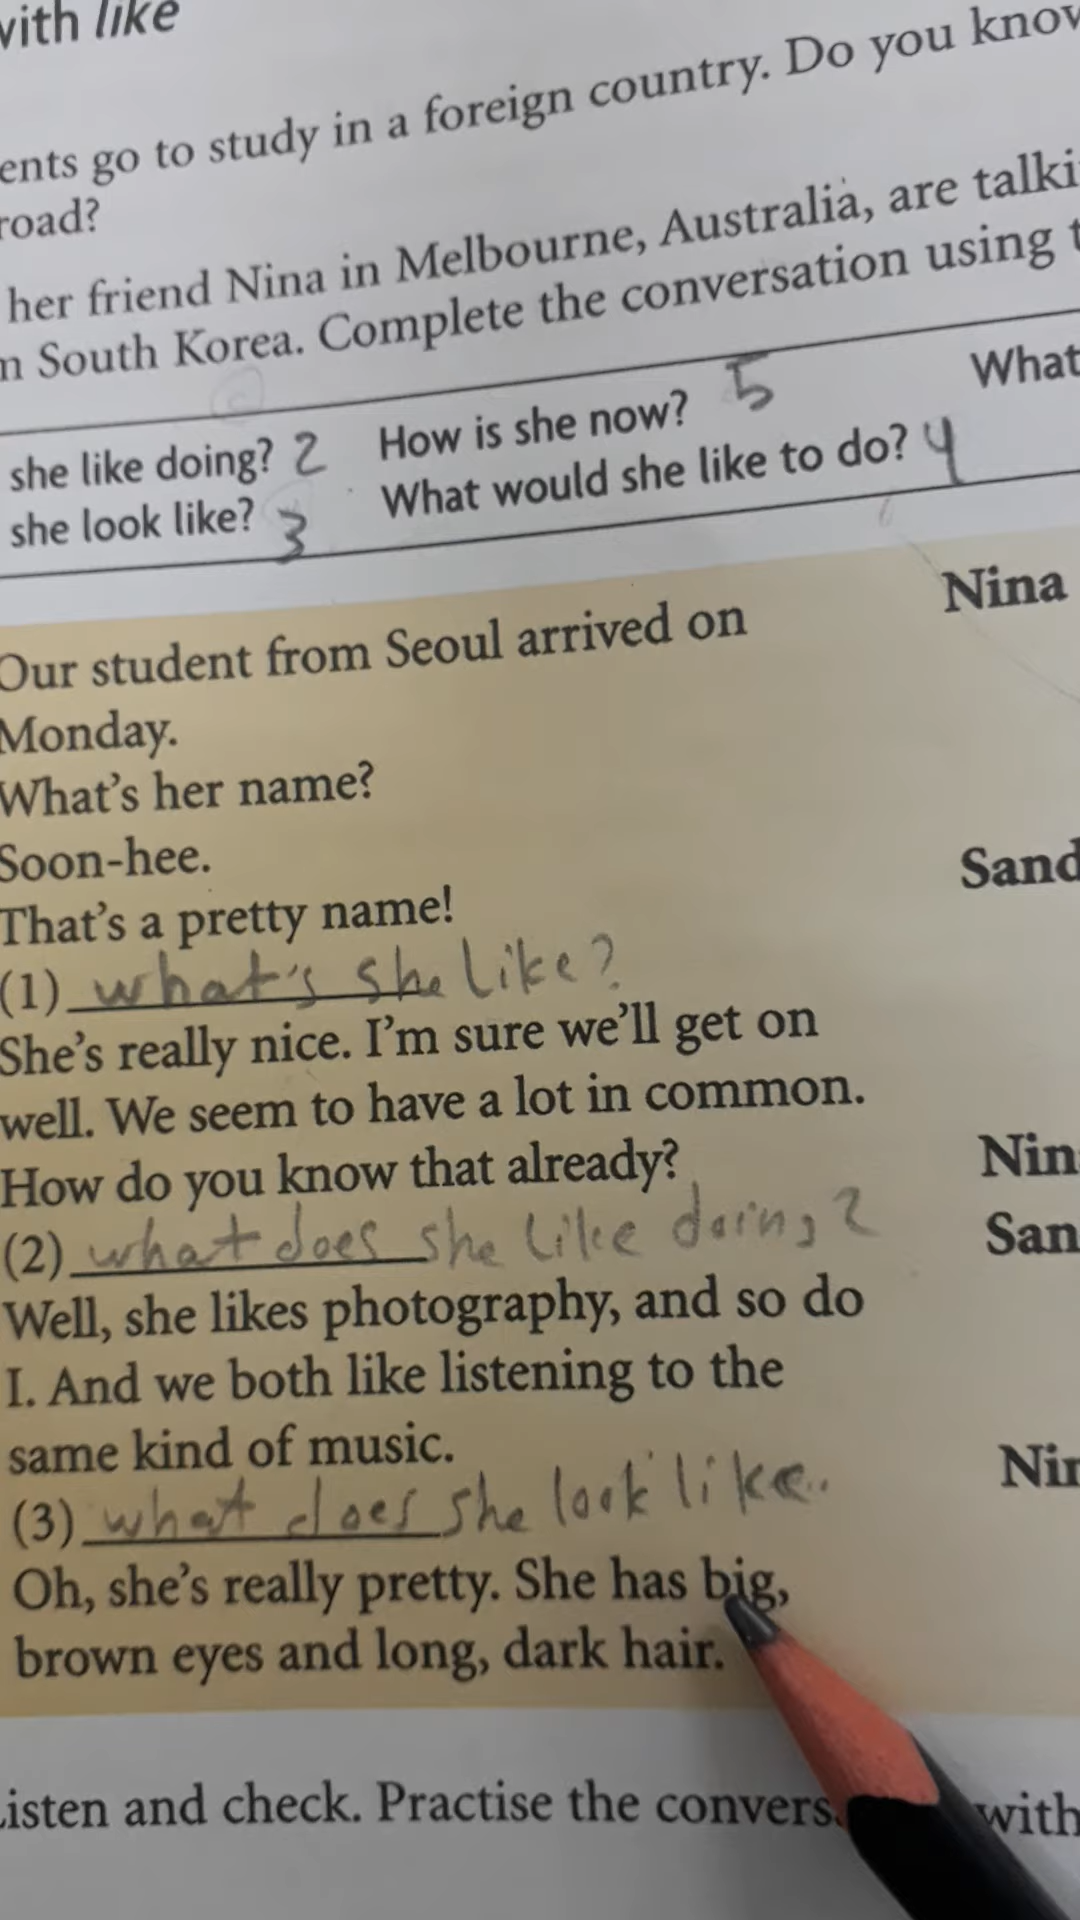 with like
ents go to study in a foreign country. Do you know
road?
her friend Nina in Melbourne, Australia, are talki
n South Korea. Complete the conversation using t
she like doing? 2 How is she now? 5 What
she look like? 3 What would she like to do? 4
Our student from Seoul arrived on
Monday.
What's her name?
Soon-hee.
That's a pretty name!
(1) what's she like?
She's really nice. I'm sure we'll get on
well. We seem to have a lot in common.
How do you know that already?
(2) what does she like doing?
Well, she likes photography, and so do
I. And we both like listening to the
same kind of music.
(3) what does she look like..
Oh, she's really pretty. She has big,
brown eyes and long, dark hair.
Nina
Sand
Nin
San
Nin
Listen and check. Practise the convers with